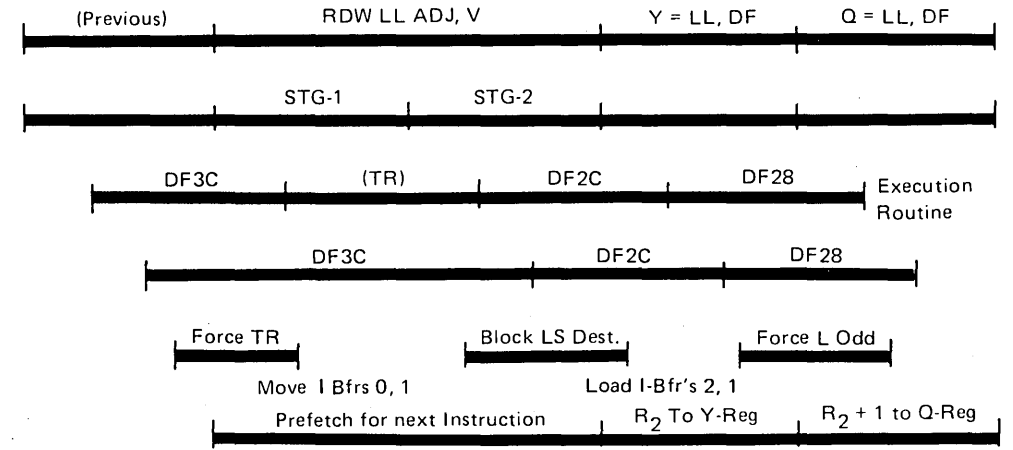 (Previous) RDW LL ADJ, V Y = LL, DF Q = LL, DF
STG-1 STG-2
DF3C (TR) DF2C DF28 Execution
Routine
DF3C DF2C DF28
Force TR Block LS Dest. Force L Odd
Move I Bfrs 0, 1 Load I-Bfr's 2, 1
Prefetch for next Instruction R2 To Y-Reg R2 + 1 to Q-Reg